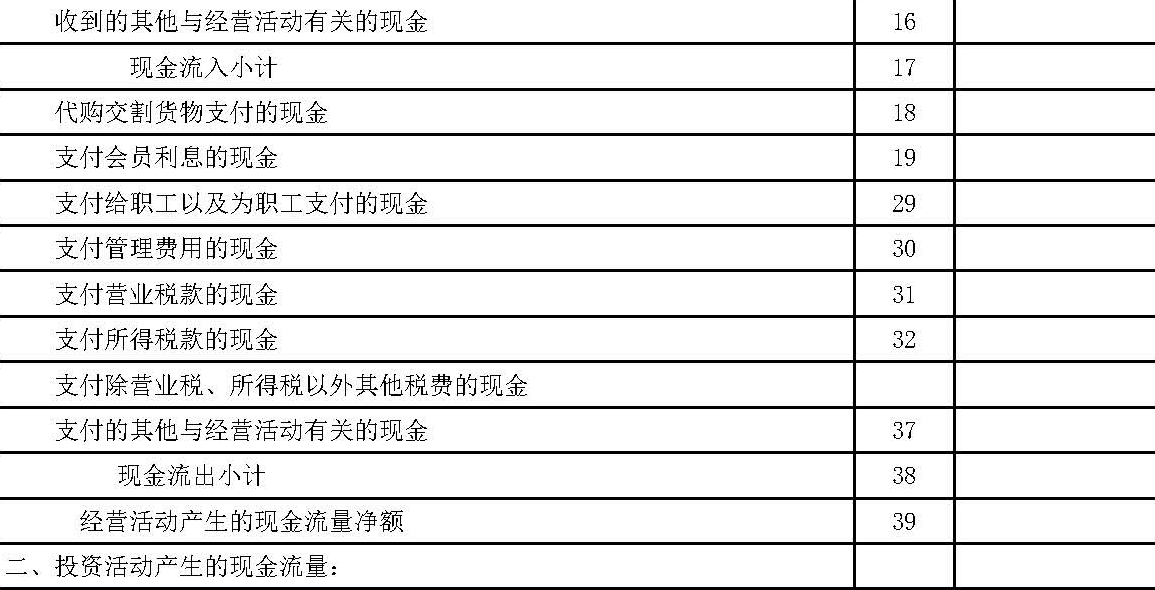 收到的其他与经营活动有关的现金 16
现金流入小计 17
代购交割货物支付的现金 18
支付会员利息的现金 19
支付给职工以及为职工支付的现金 29
支付管理费用的现金 30
支付营业税款的现金 31
支付所得税款的现金 32
支付除营业税、所得税以外其他税费的现金
支付的其他与经营活动有关的现金 37
现金流出小计 38
经营活动产生的现金流量净额 39
二、投资活动产生的现金流量：